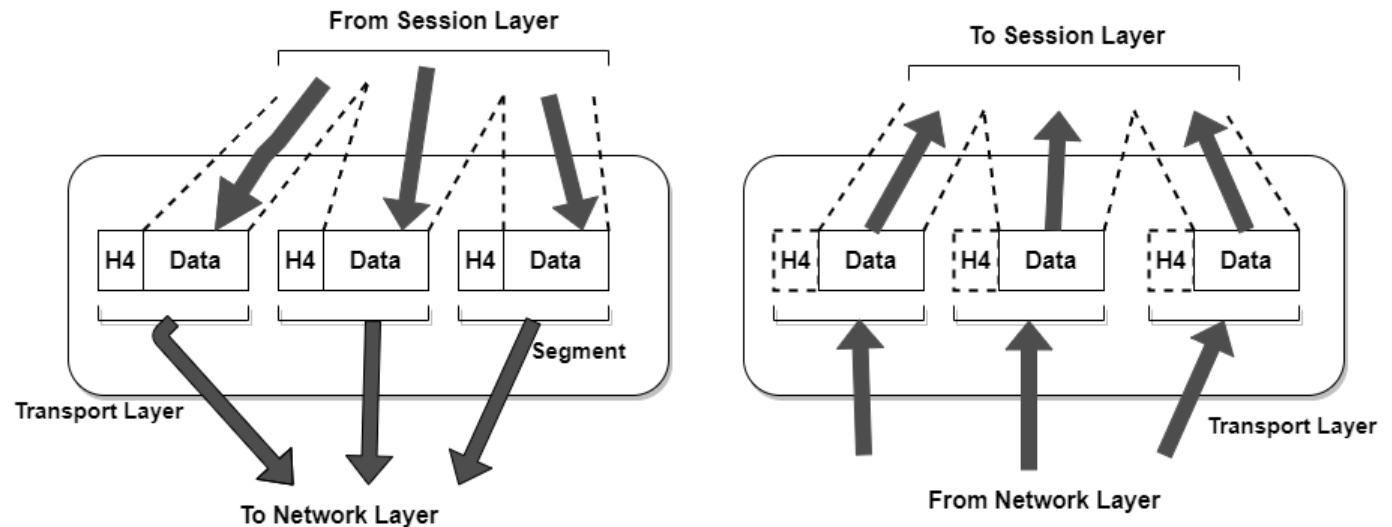 From Session Layer
H4 Data H4 Data H4 Data
Segment
Transport Layer
To Network Layer
To Session Layer
H4 Data H4 Data H4 Data
Transport Layer
From Network Layer